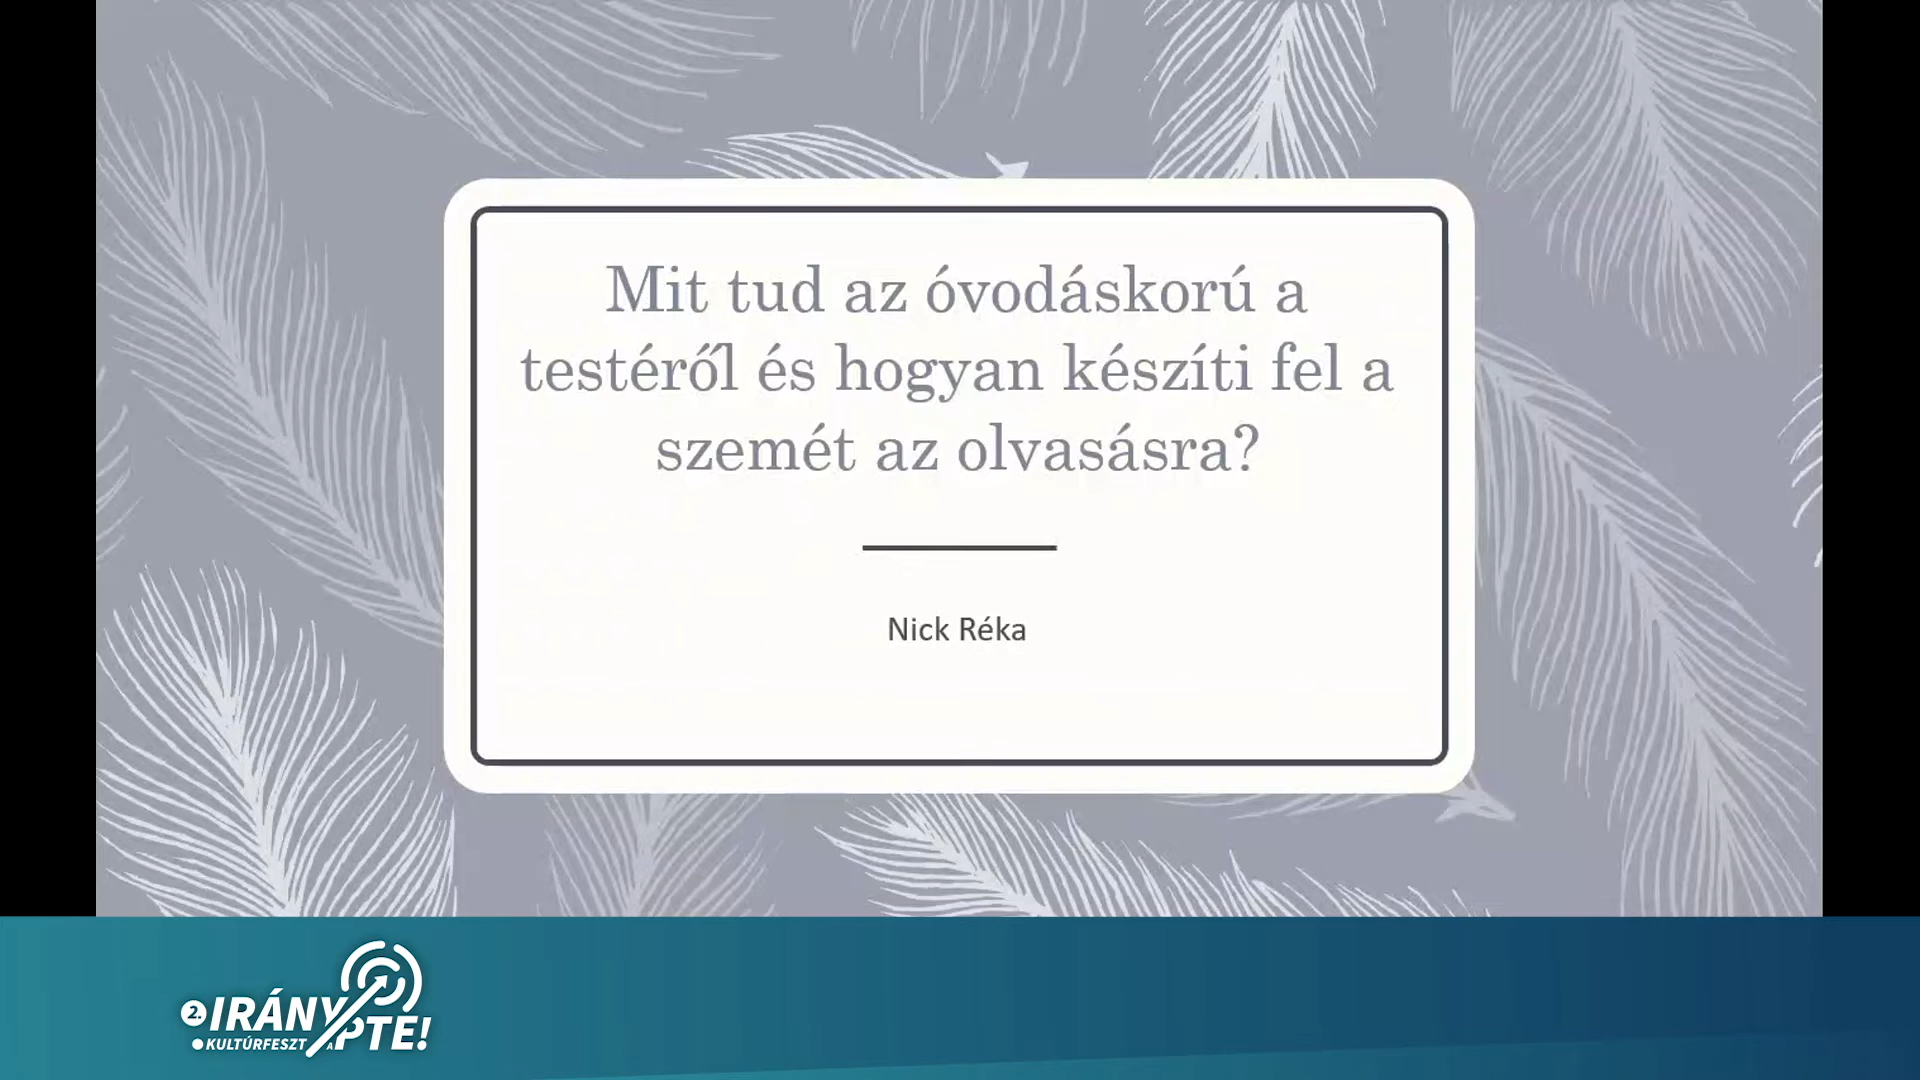 Mit tud az óvodáskorú a
testéről és hogyan készíti fel a
szemét az olvasásra?
Nick Réka
2. IRÁNY A PTE!
KULTÚRFESZT